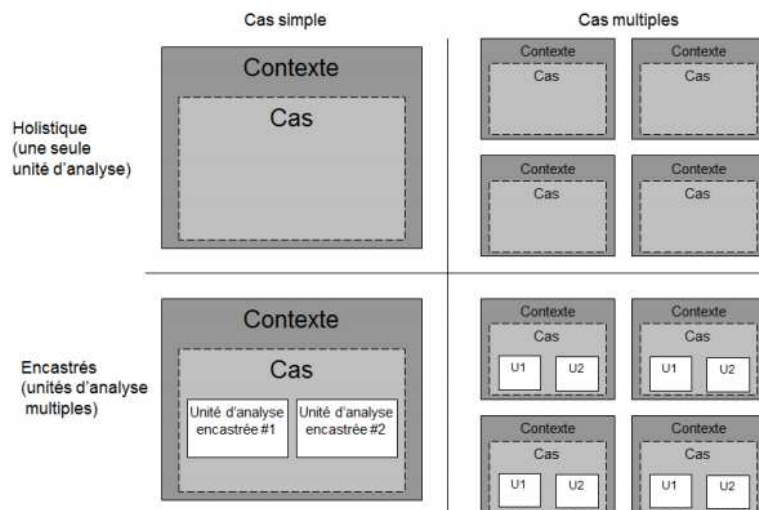 Cas simple
Cas multiples
Holistique
(une seule
unité d'analyse)
Contexte
Cas
Contexte
Cas
Contexte
Cas
Contexte
Cas
Contexte
Cas
Encastrés
(unités d'analyse
multiples)
Contexte
Cas
Unité d'analyse
encastrée #1
Unité d'analyse
encastrée #2
Contexte
Cas
U1
U2
Contexte
Cas
U1
U2
Contexte
Cas
U1
U2
Contexte
Cas
U1
U2